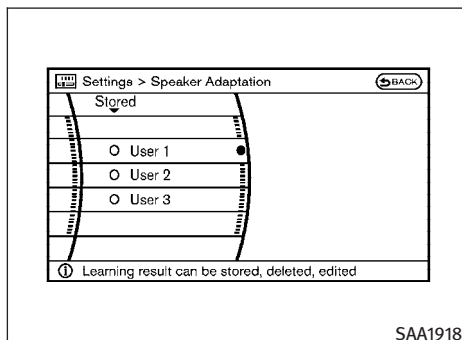 Settings > Speaker Adaptation
BACK
Stored
User 1
User 2
User 3
Learning result can be stored, deleted, edited
SAA1918